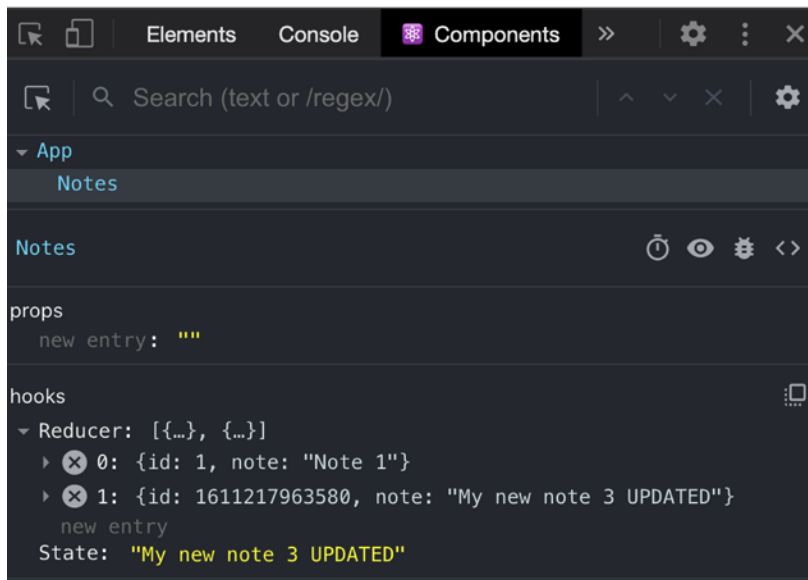 Elements Console Components »
Search (text or /regex/)
App
Notes
Notes
props
new entry: ""
hooks
Reducer: [{…}, {…}]
0: {id: 1, note: "Note 1"}
1: {id: 1611217963580, note: "My new note 3 UPDATED"}
new entry
State: "My new note 3 UPDATED"